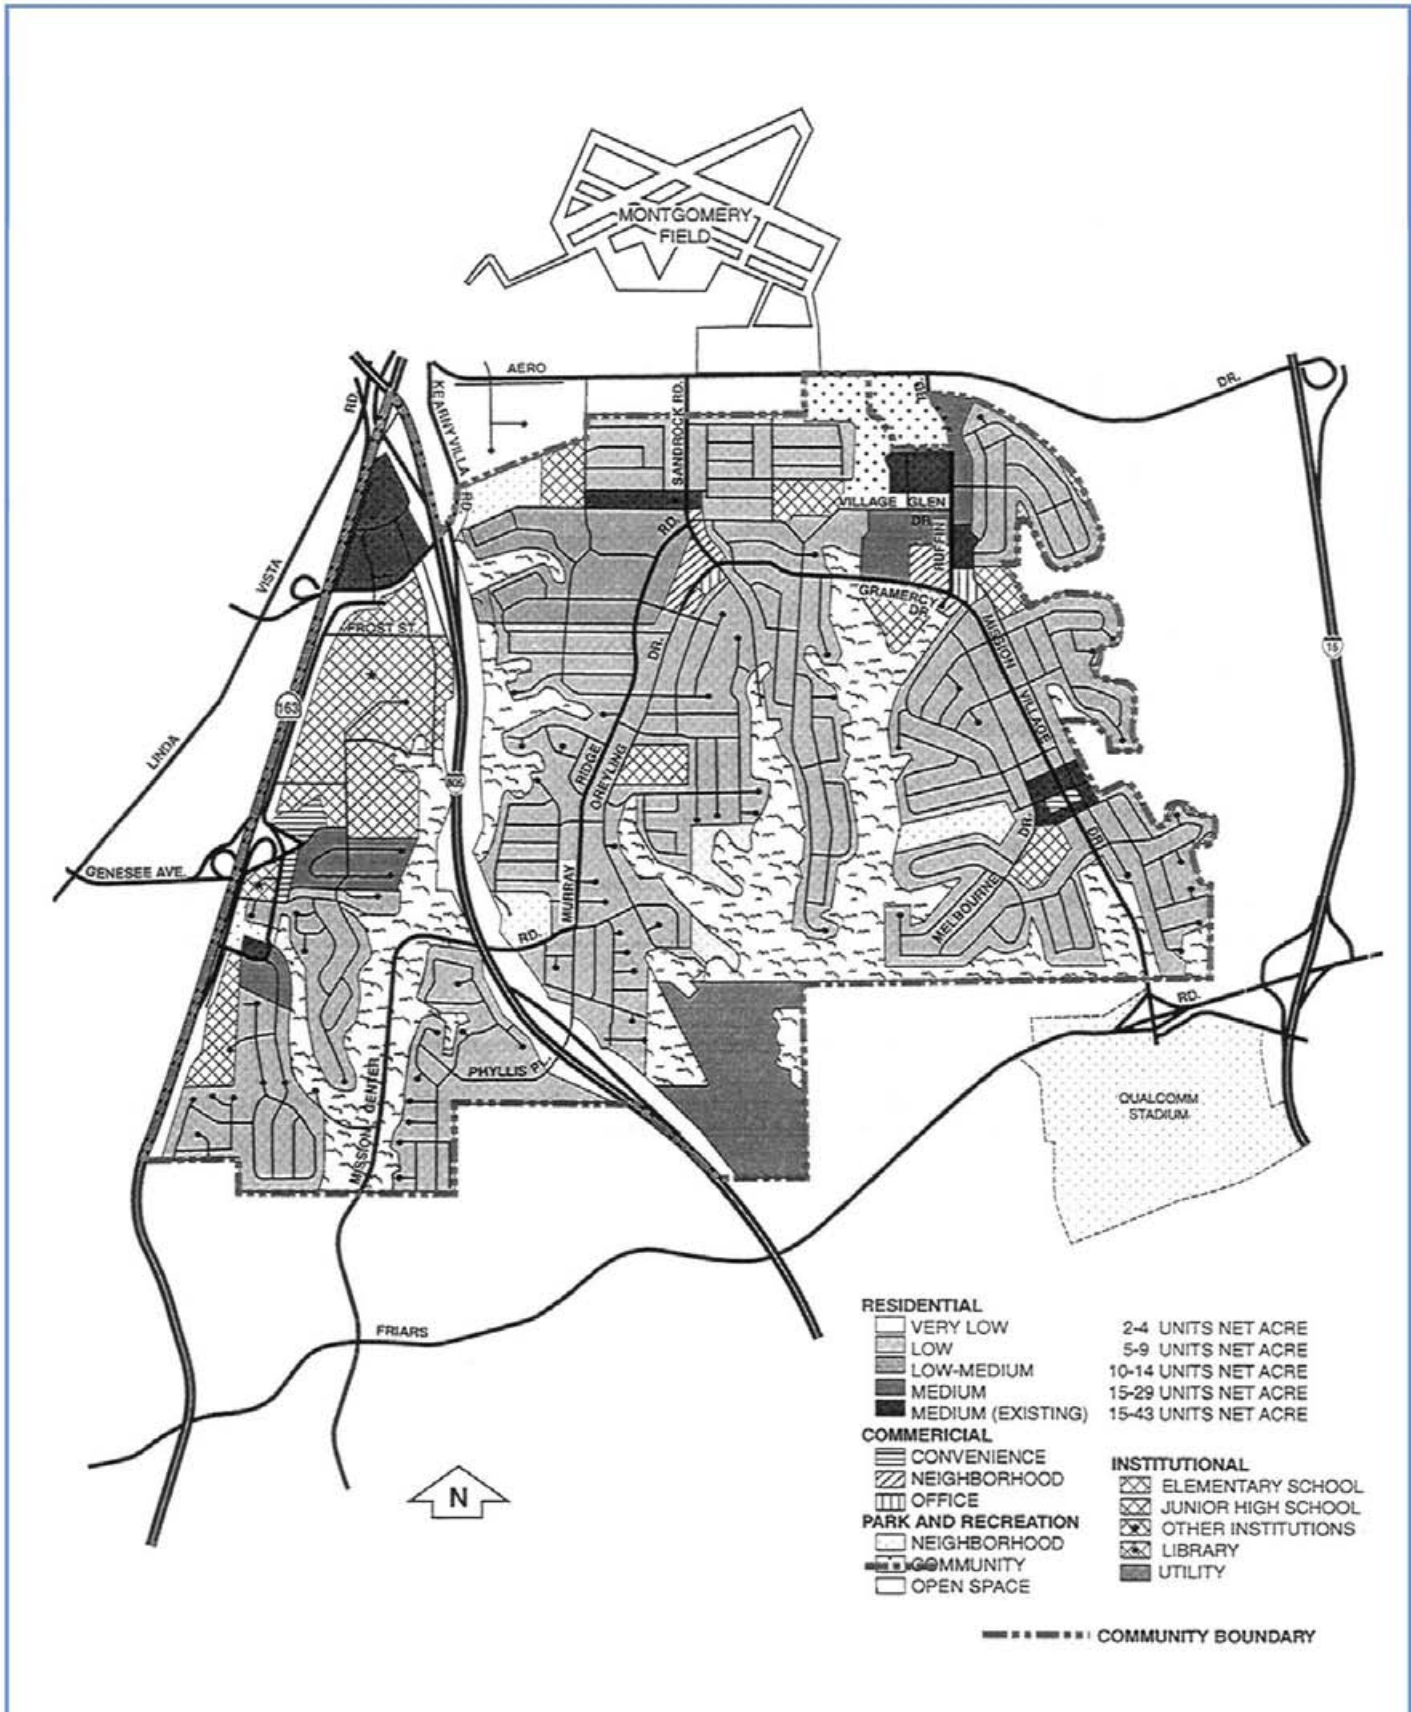 MONTGOMERY
FIELD
AERO
DR.
DR.
RD.
KEARNY VILLA
RD.
SANDROCK RD.
VISTA
LINDA
VILLAGE GLEN
DR.
RUFFIN
RD.
GRAMERCY
DR.
FROST ST.
DR.
MISSION
VILLAGE
DR.
163
805
15
RIDGE
GREYLING
MURRAY
RD.
GENESEE AVE.
DR.
MELBOURNE
RD.
PHYLLIS PL.
MISSION CENTER
QUALCOMM
STADIUM
FRIARS
N
RESIDENTIAL
VERY LOW 2-4 UNITS NET ACRE
LOW 5-9 UNITS NET ACRE
LOW-MEDIUM 10-14 UNITS NET ACRE
MEDIUM 15-29 UNITS NET ACRE
MEDIUM (EXISTING) 15-43 UNITS NET ACRE
COMMERICIAL
CONVENIENCE
NEIGHBORHOOD
OFFICE
PARK AND RECREATION
NEIGHBORHOOD
COMMUNITY
OPEN SPACE
INSTITUTIONAL
ELEMENTARY SCHOOL
JUNIOR HIGH SCHOOL
OTHER INSTITUTIONS
LIBRARY
UTILITY
COMMUNITY BOUNDARY